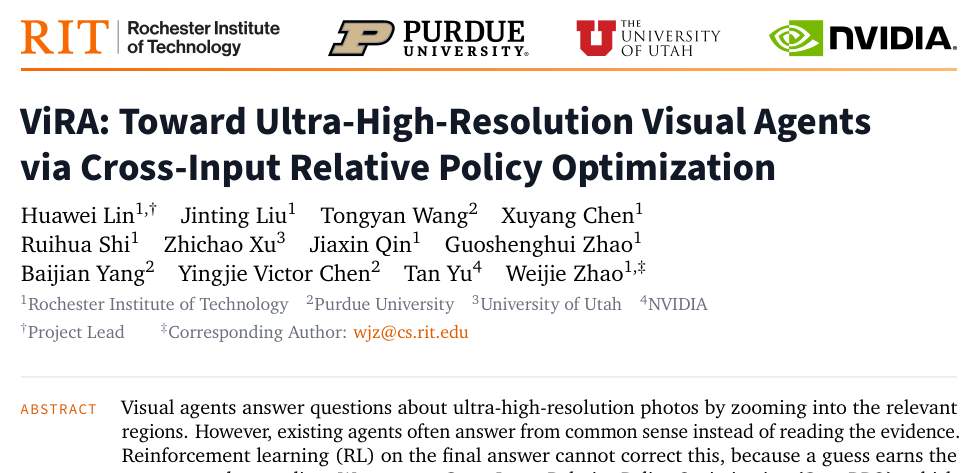 RIT Rochester Institute of Technology PURDUE UNIVERSITY® THE UNIVERSITY OF UTAH NVIDIA.
ViRA: Toward Ultra-High-Resolution Visual Agents
via Cross-Input Relative Policy Optimization
Huawei Lin1,† Jinting Liu1 Tongyan Wang2 Xuyang Chen1
Ruihua Shi1 Zhichao Xu3 Jiaxin Qin1 Guoshenghui Zhao1
Baijian Yang2 Yingjie Victor Chen2 Tan Yu4 Weijie Zhao1,‡
1Rochester Institute of Technology 2Purdue University 3University of Utah 4NVIDIA
†Project Lead ‡Corresponding Author: wjz@cs.rit.edu
ABSTRACT Visual agents answer questions about ultra-high-resolution photos by zooming into the relevant
regions. However, existing agents often answer from common sense instead of reading the evidence.
Reinforcement learning (RL) on the final answer cannot correct this, because a guess earns the